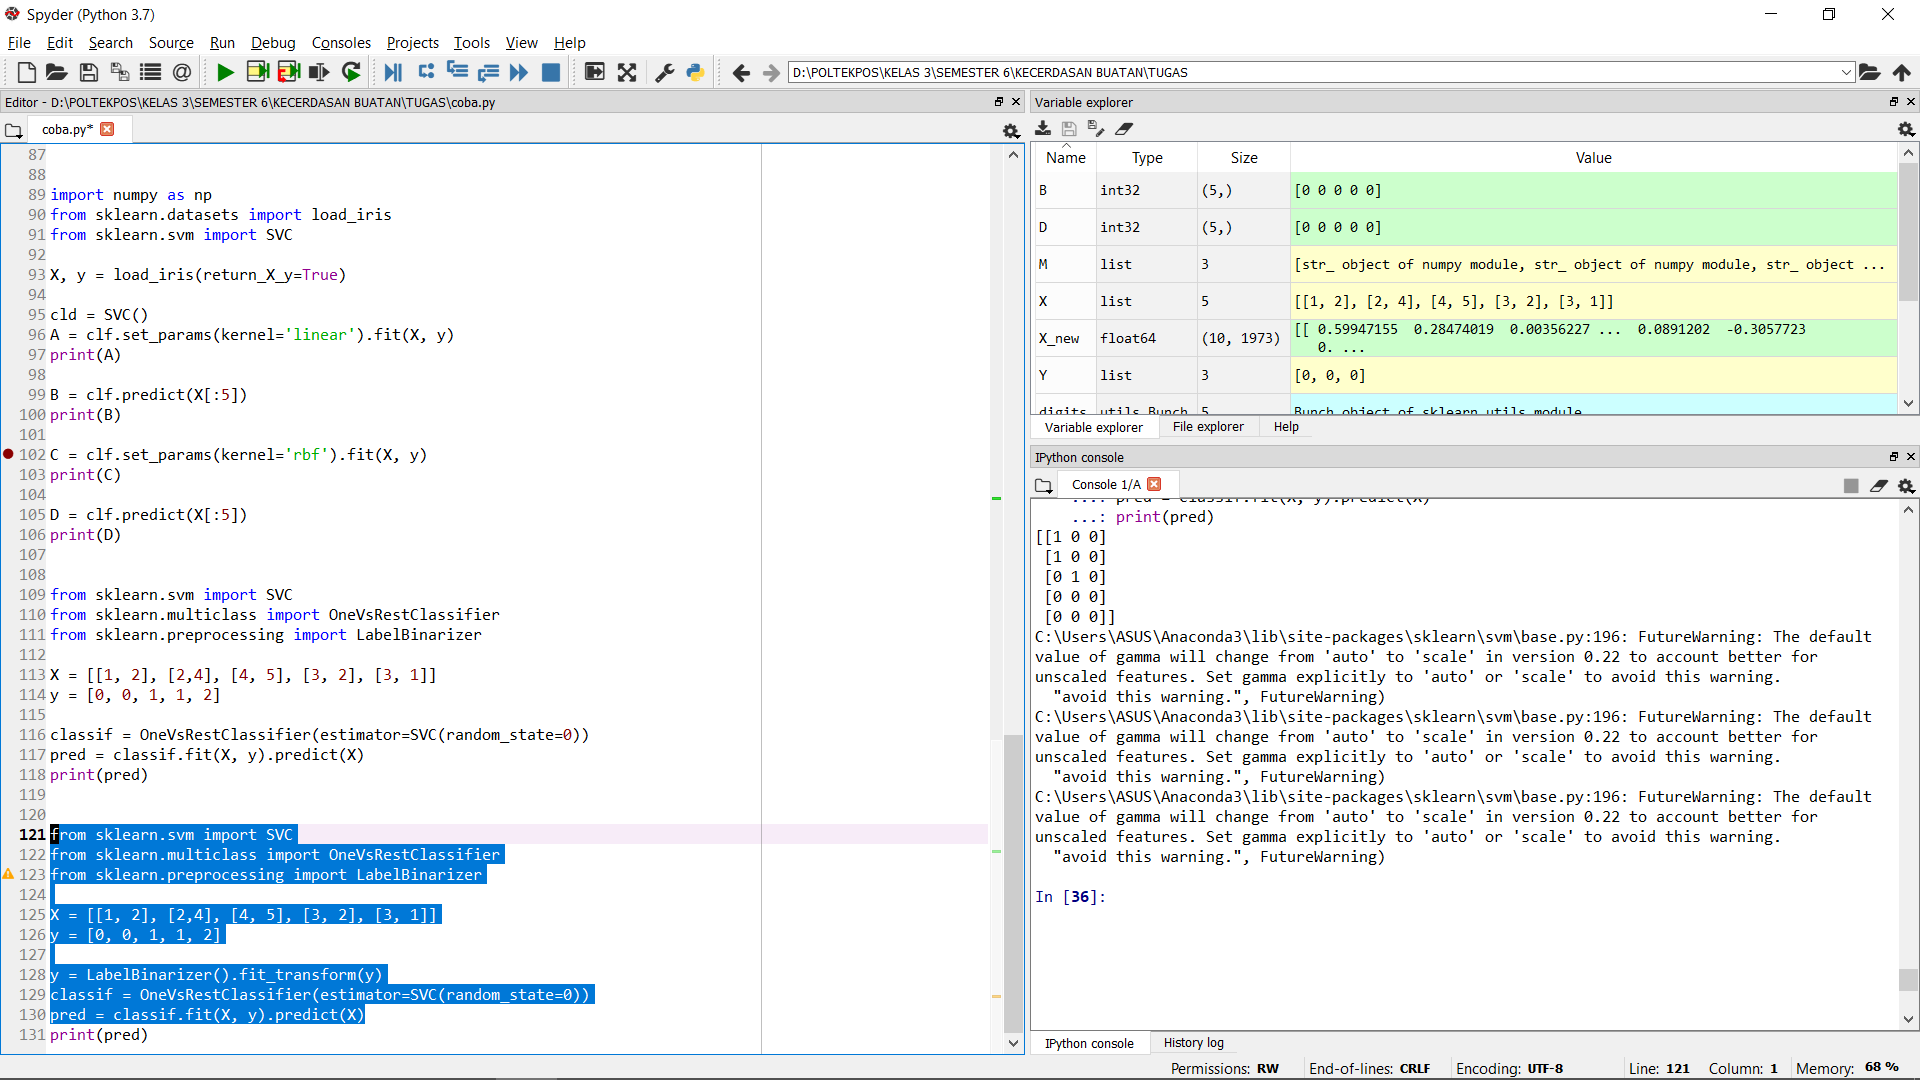 Spyder (Python 3.7)
File Edit Search Source Run Debug Consoles Projects Tools View Help
D:\POLTEKPOS\KELAS 3\SEMESTER 6\KECERDASAN BUATAN\TUGAS
Editor - D:\POLTEKPOS\KELAS 3\SEMESTER 6\KECERDASAN BUATAN\TUGAS\coba.py
coba.py*
87
88
89 import numpy as np
90 from sklearn.datasets import load_iris
91 from sklearn.svm import SVC
92
93 X, y = load_iris(return_X_y=True)
94
95 cld = SVC()
96 A = clf.set_params(kernel='linear').fit(X, y)
97 print(A)
98
99 B = clf.predict(X[:5])
100 print(B)
101
102 C = clf.set_params(kernel='rbf').fit(X, y)
103 print(C)
104
105 D = clf.predict(X[:5])
106 print(D)
107
108
109 from sklearn.svm import SVC
110 from sklearn.multiclass import OneVsRestClassifier
111 from sklearn.preprocessing import LabelBinarizer
112
113 X = [[1, 2], [2,4], [4, 5], [3, 2], [3, 1]]
114 y = [0, 0, 1, 1, 2]
115
116 classif = OneVsRestClassifier(estimator=SVC(random_state=0))
117 pred = classif.fit(X, y).predict(X)
118 print(pred)
119
120
121 from sklearn.svm import SVC
122 from sklearn.multiclass import OneVsRestClassifier
123 from sklearn.preprocessing import LabelBinarizer
124
125 X = [[1, 2], [2,4], [4, 5], [3, 2], [3, 1]]
126 y = [0, 0, 1, 1, 2]
127
128 y = LabelBinarizer().fit_transform(y)
129 classif = OneVsRestClassifier(estimator=SVC(random_state=0))
130 pred = classif.fit(X, y).predict(X)
131 print(pred)
Variable explorer
Name Type Size Value
B int32 (5,) [0 0 0 0 0]
D int32 (5,) [0 0 0 0 0]
M list 3 [str_ object of numpy module, str_ object of numpy module, str_ object ...
X list 5 [[1, 2], [2, 4], [4, 5], [3, 2], [3, 1]]
X_new float64 (10, 1973) [[ 0.59947155 0.28474019 0.00356227 ... 0.0891202 -0.3057723
0. ...
Y list 3 [0, 0, 0]
digits utils.Bunch 5 Bunch object of sklearn.utils module
Variable explorer File explorer Help
IPython console
Console 1/A
...: pred = classif.fit(X, y).predict(X)
...: print(pred)
[[1 0 0]
[1 0 0]
[0 1 0]
[0 0 0]
[0 0 0]]
C:\Users\ASUS\Anaconda3\lib\site-packages\sklearn\svm\base.py:196: FutureWarning: The default
value of gamma will change from 'auto' to 'scale' in version 0.22 to account better for
unscaled features. Set gamma explicitly to 'auto' or 'scale' to avoid this warning.
"avoid this warning.", FutureWarning)
C:\Users\ASUS\Anaconda3\lib\site-packages\sklearn\svm\base.py:196: FutureWarning: The default
value of gamma will change from 'auto' to 'scale' in version 0.22 to account better for
unscaled features. Set gamma explicitly to 'auto' or 'scale' to avoid this warning.
"avoid this warning.", FutureWarning)
C:\Users\ASUS\Anaconda3\lib\site-packages\sklearn\svm\base.py:196: FutureWarning: The default
value of gamma will change from 'auto' to 'scale' in version 0.22 to account better for
unscaled features. Set gamma explicitly to 'auto' or 'scale' to avoid this warning.
"avoid this warning.", FutureWarning)
In [36]:
IPython console History log
Permissions: RW End-of-lines: CRLF Encoding: UTF-8 Line: 121 Column: 1 Memory: 68 %